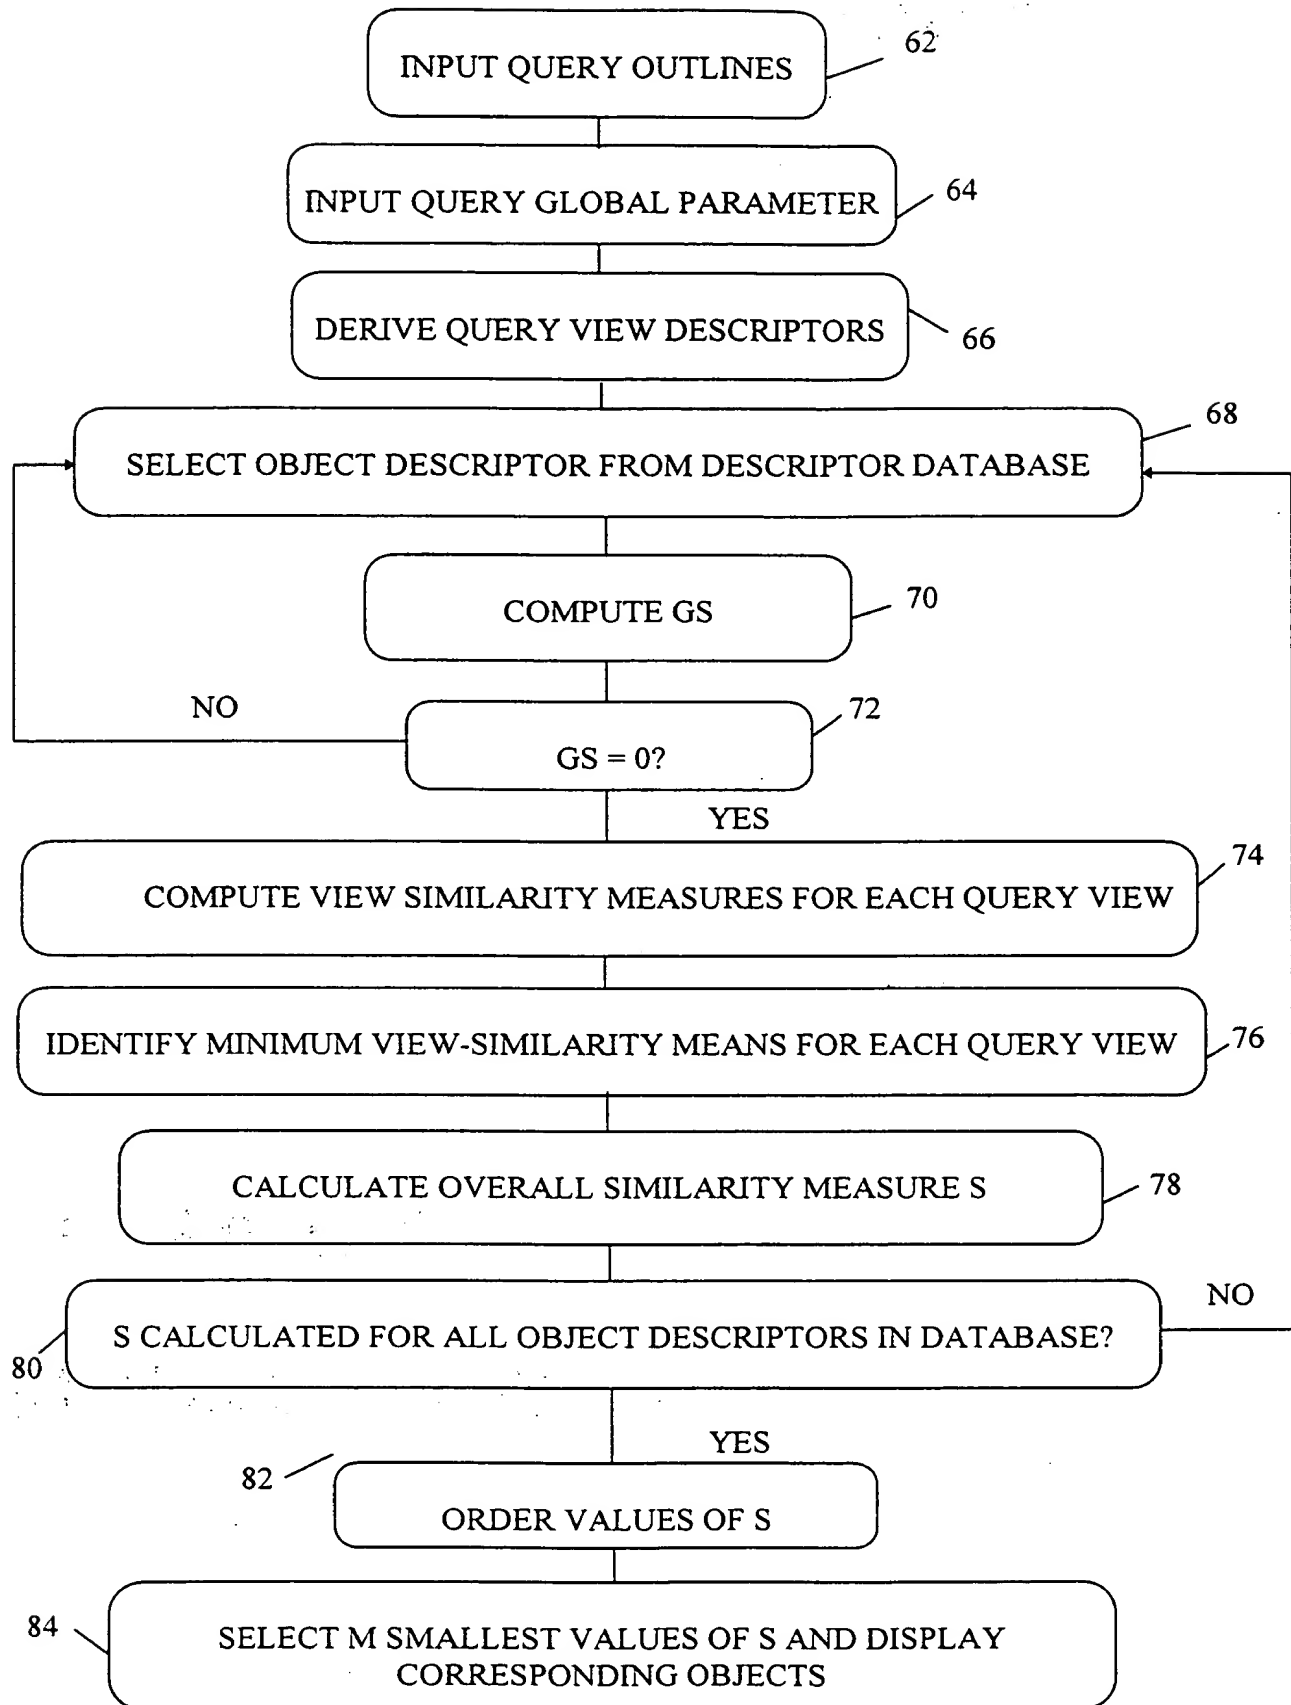 INPUT QUERY OUTLINES
62
INPUT QUERY GLOBAL PARAMETER
64
DERIVE QUERY VIEW DESCRIPTORS
66
68
SELECT OBJECT DESCRIPTOR FROM DESCRIPTOR DATABASE
COMPUTE GS
70
NO
72
GS = 0?
YES
74
COMPUTE VIEW SIMILARITY MEASURES FOR EACH QUERY VIEW
IDENTIFY MINIMUM VIEW-SIMILARITY MEANS FOR EACH QUERY VIEW
76
CALCULATE OVERALL SIMILARITY MEASURE S
78
NO
S CALCULATED FOR ALL OBJECT DESCRIPTORS IN DATABASE?
80
YES
82
ORDER VALUES OF S
84
SELECT M SMALLEST VALUES OF S AND DISPLAY
CORRESPONDING OBJECTS